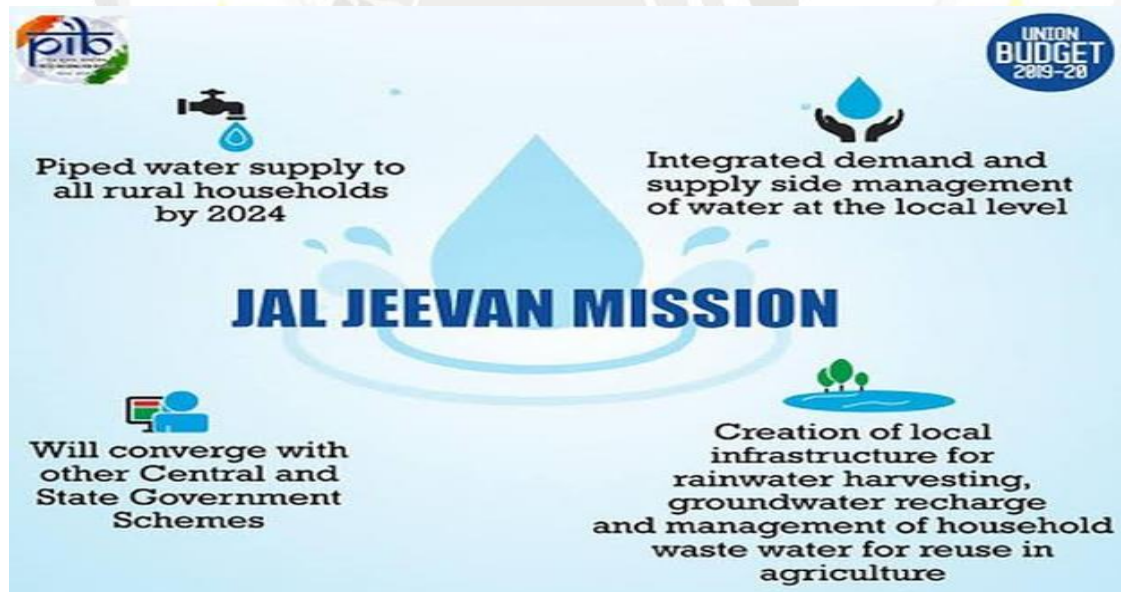 pib
UNION
BUDGET
2019-20
Piped water supply to
all rural households
by 2024
Integrated demand and
supply side management
of water at the local level
JAL JEEVAN MISSION
Will converge with
other Central and
State Government
Schemes
Creation of local
infrastructure for
rainwater harvesting,
groundwater recharge
and management of household
waste water for reuse in
agriculture